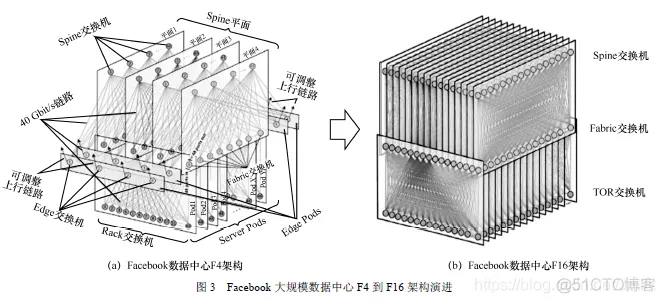 Spine平面
Spine交换机
平面1
平面2
平面3
平面4
可调整
上行链路
40 Gbit/s链路
可调整
上行链路
Edge交换机
Rack交换机
Fabric交换机
Pod1
Server Pods
Edge Pods
(a) Facebook数据中心F4架构
Spine交换机
Fabric交换机
TOR交换机
(b) Facebook数据中心F16架构
图 3 Facebook 大规模数据中心 F4 到 F16 架构演进
@51CTO博客